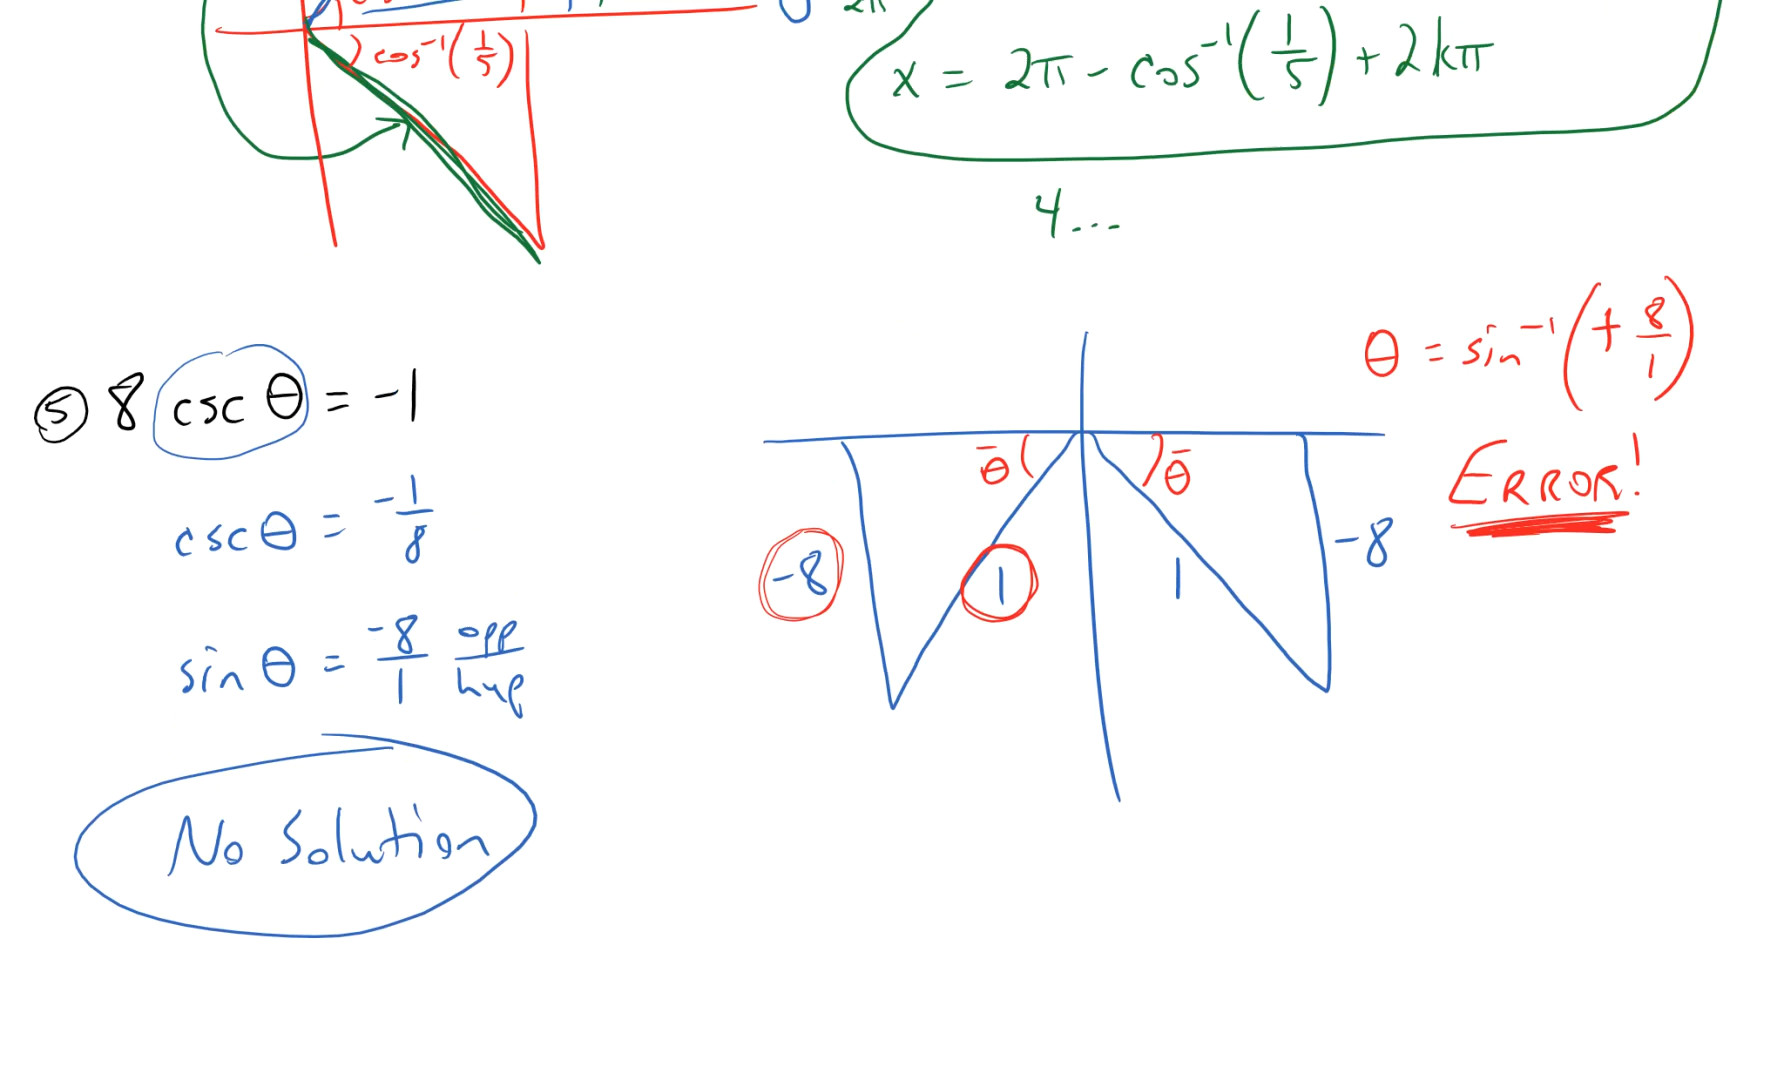 cos⁻¹(1/5)
2π
x = 2π - cos⁻¹(1/5) + 2kπ
4...
⑤ 8 csc θ = -1
csc θ = -1/8
sin θ = -8/1 opp/hyp
No Solution
θ = sin⁻¹(+ 8/1)
ERROR!
θ̄ θ̄
-8 1 1 -8